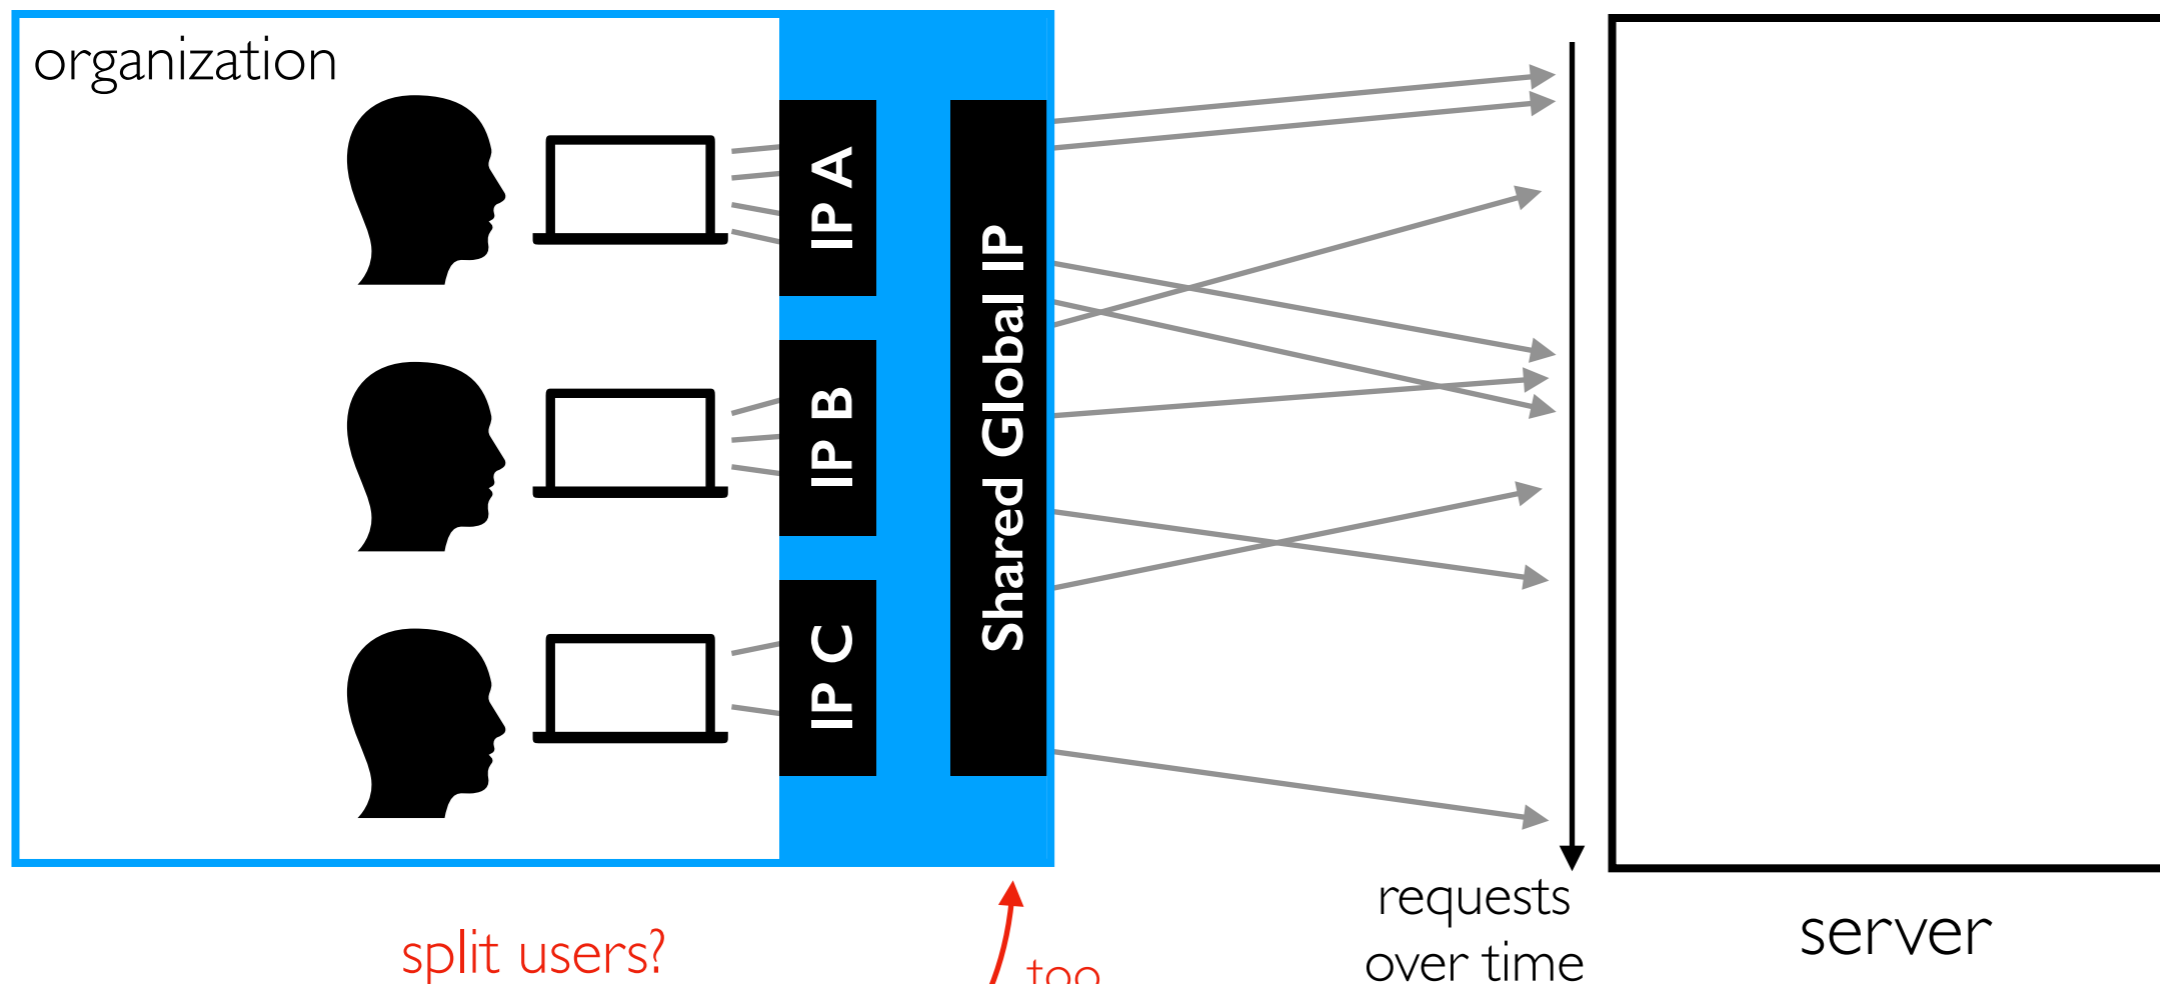 organization
IP A
IP B
IP C
Shared Global IP
requests
over time
server
split users?
too